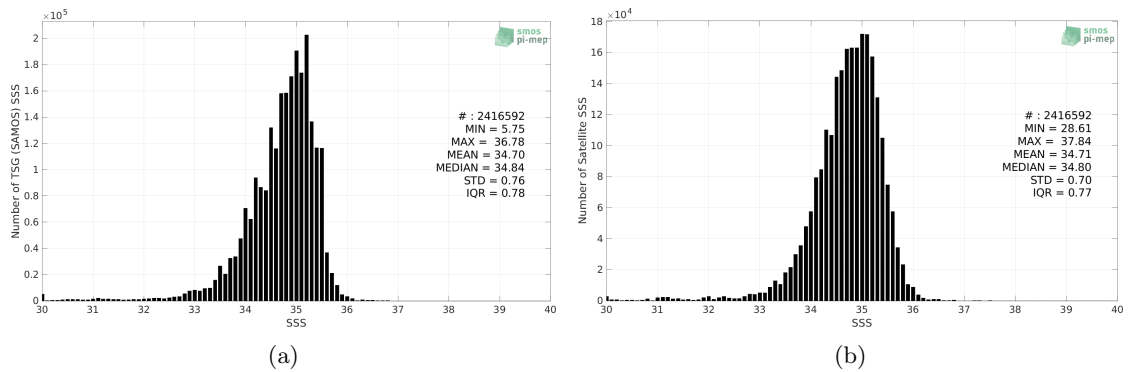 ×10⁵
2
1.8
1.6
1.4
1.2
1
0.8
0.6
0.4
0.2
0
Number of TSG (SAMOS) SSS
smos
pi-mep
# : 2416592
MIN = 5.75
MAX = 36.78
MEAN = 34.70
MEDIAN = 34.84
STD = 0.76
IQR = 0.78
30 31 32 33 34 35 36 37 38 39 40
SSS
(a)
×10⁴
18
16
14
12
10
8
6
4
2
0
Number of Satellite SSS
smos
pi-mep
# : 2416592
MIN = 28.61
MAX = 37.84
MEAN = 34.71
MEDIAN = 34.80
STD = 0.70
IQR = 0.77
30 31 32 33 34 35 36 37 38 39 40
SSS
(b)